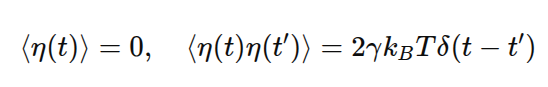 ⟨η(t)⟩ = 0, ⟨η(t)η(t′)⟩ = 2γk_BTδ(t − t′)